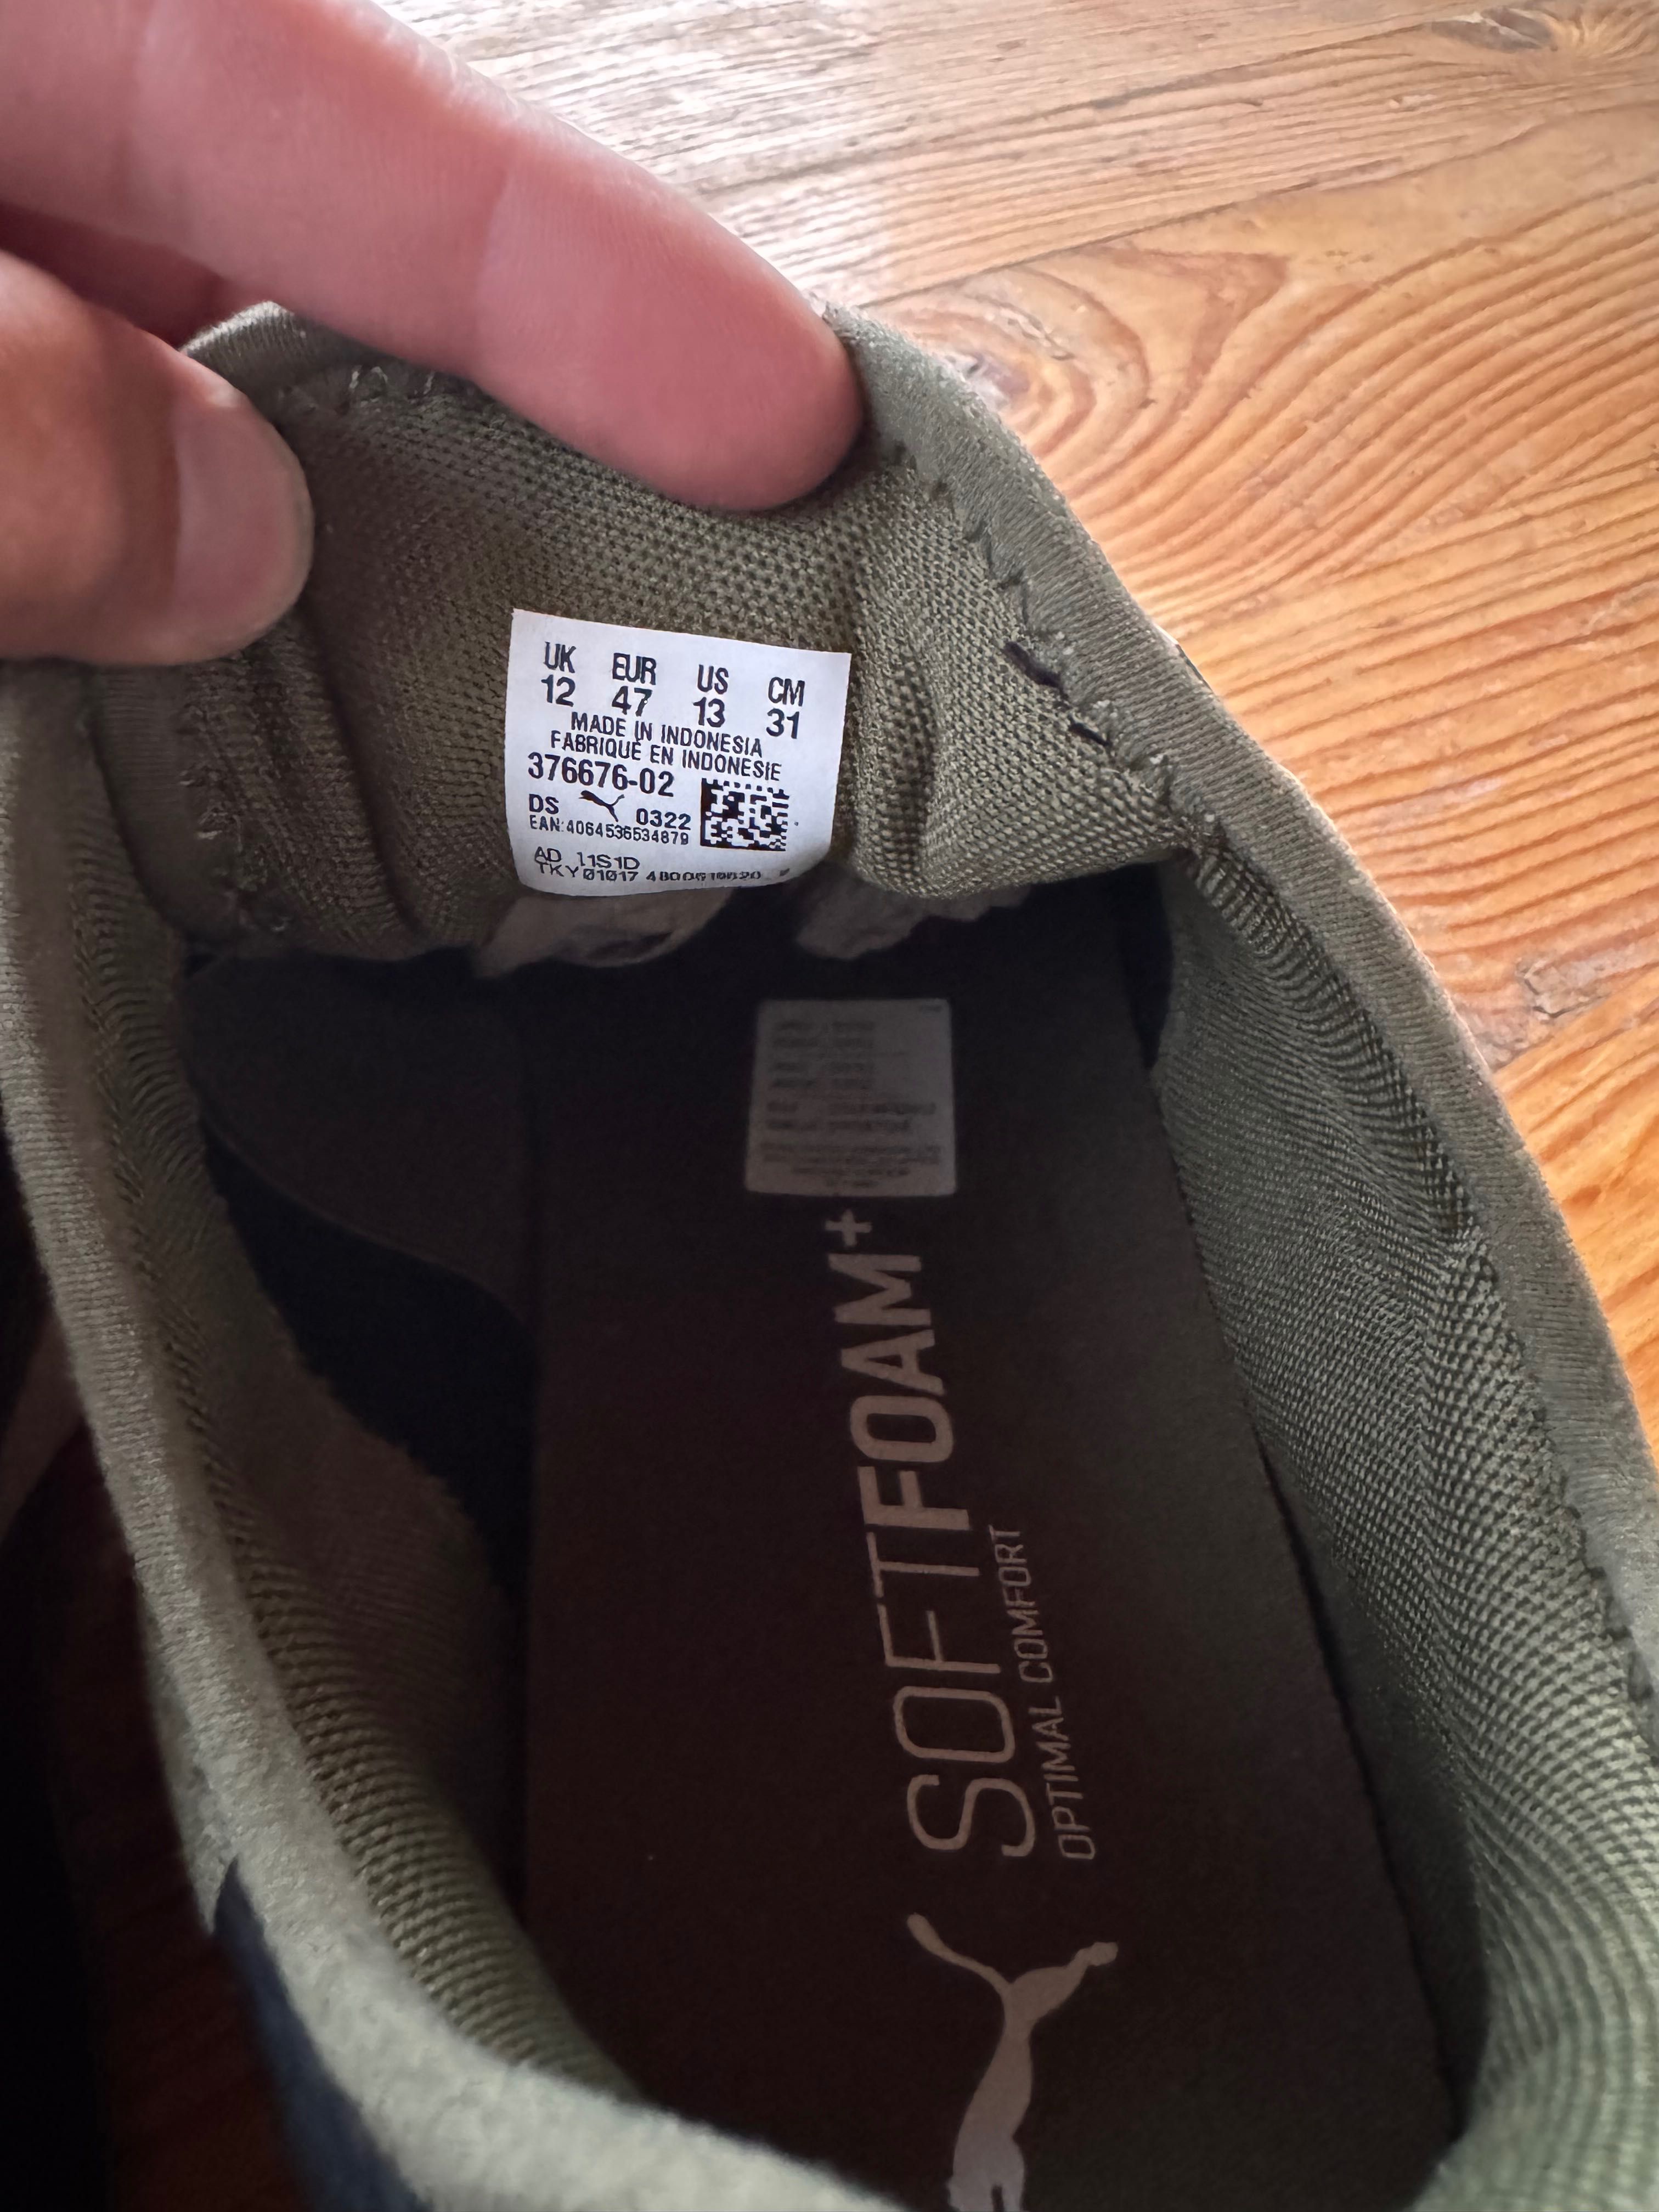 UK EUR US CM
12 47 13 31
MADE IN INDONESIA
FABRIQUÉ EN INDONESIE
376676-02
DS 0322
EAN:4064536534879
AD 11S1D
TKY01017
SOFTFOAM+
OPTIMAL COMFORT